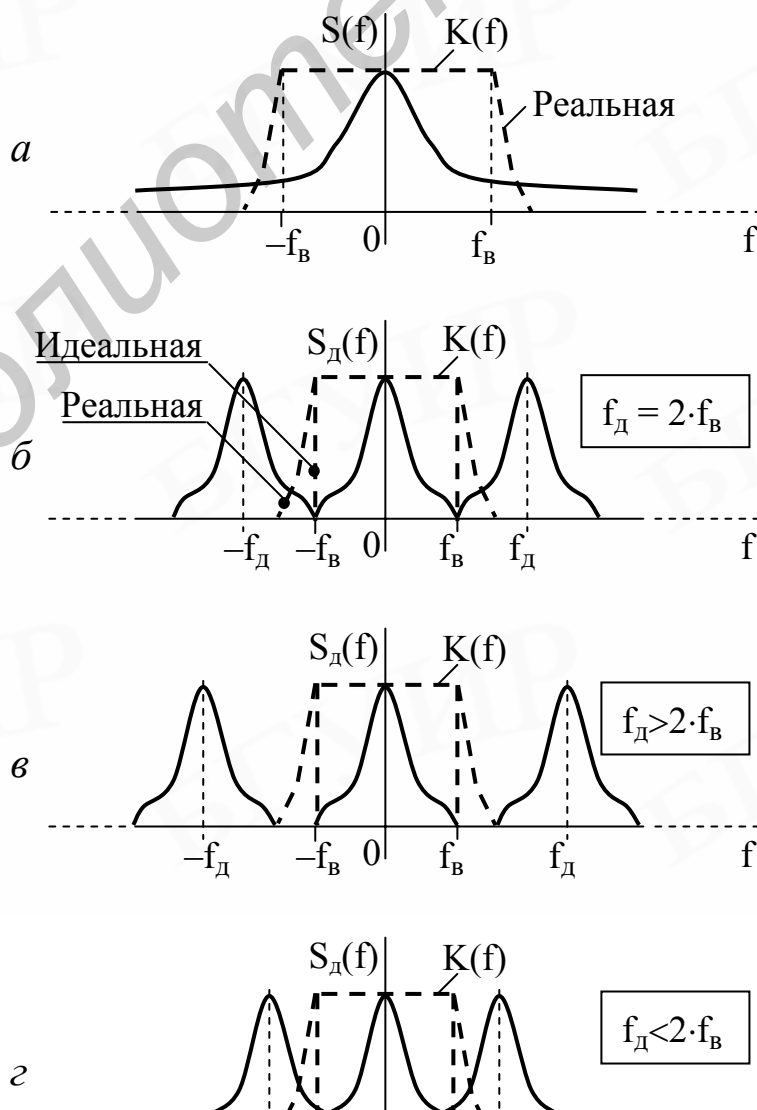 S(f) K(f)
Реальная
а
–fв 0 fв f
Идеальная Sд(f) K(f)
Реальная
fд = 2·fв
б
–fд –fв 0 fв fд f
Sд(f) K(f)
fд>2·fв
в
–fд –fв 0 fв fд f
Sд(f) K(f)
fд<2·fв
г